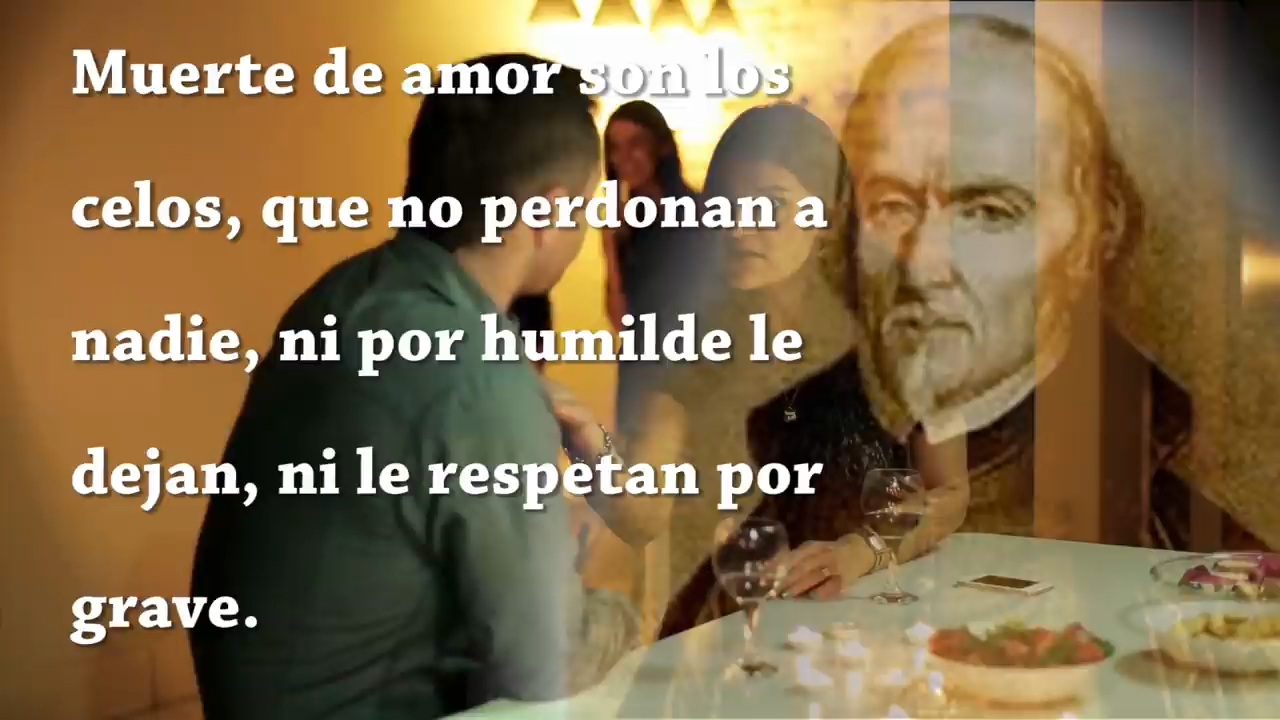 Muerte de amor son los
celos, que no perdonan a
nadie, ni por humilde le
dejan, ni le respetan por
grave.